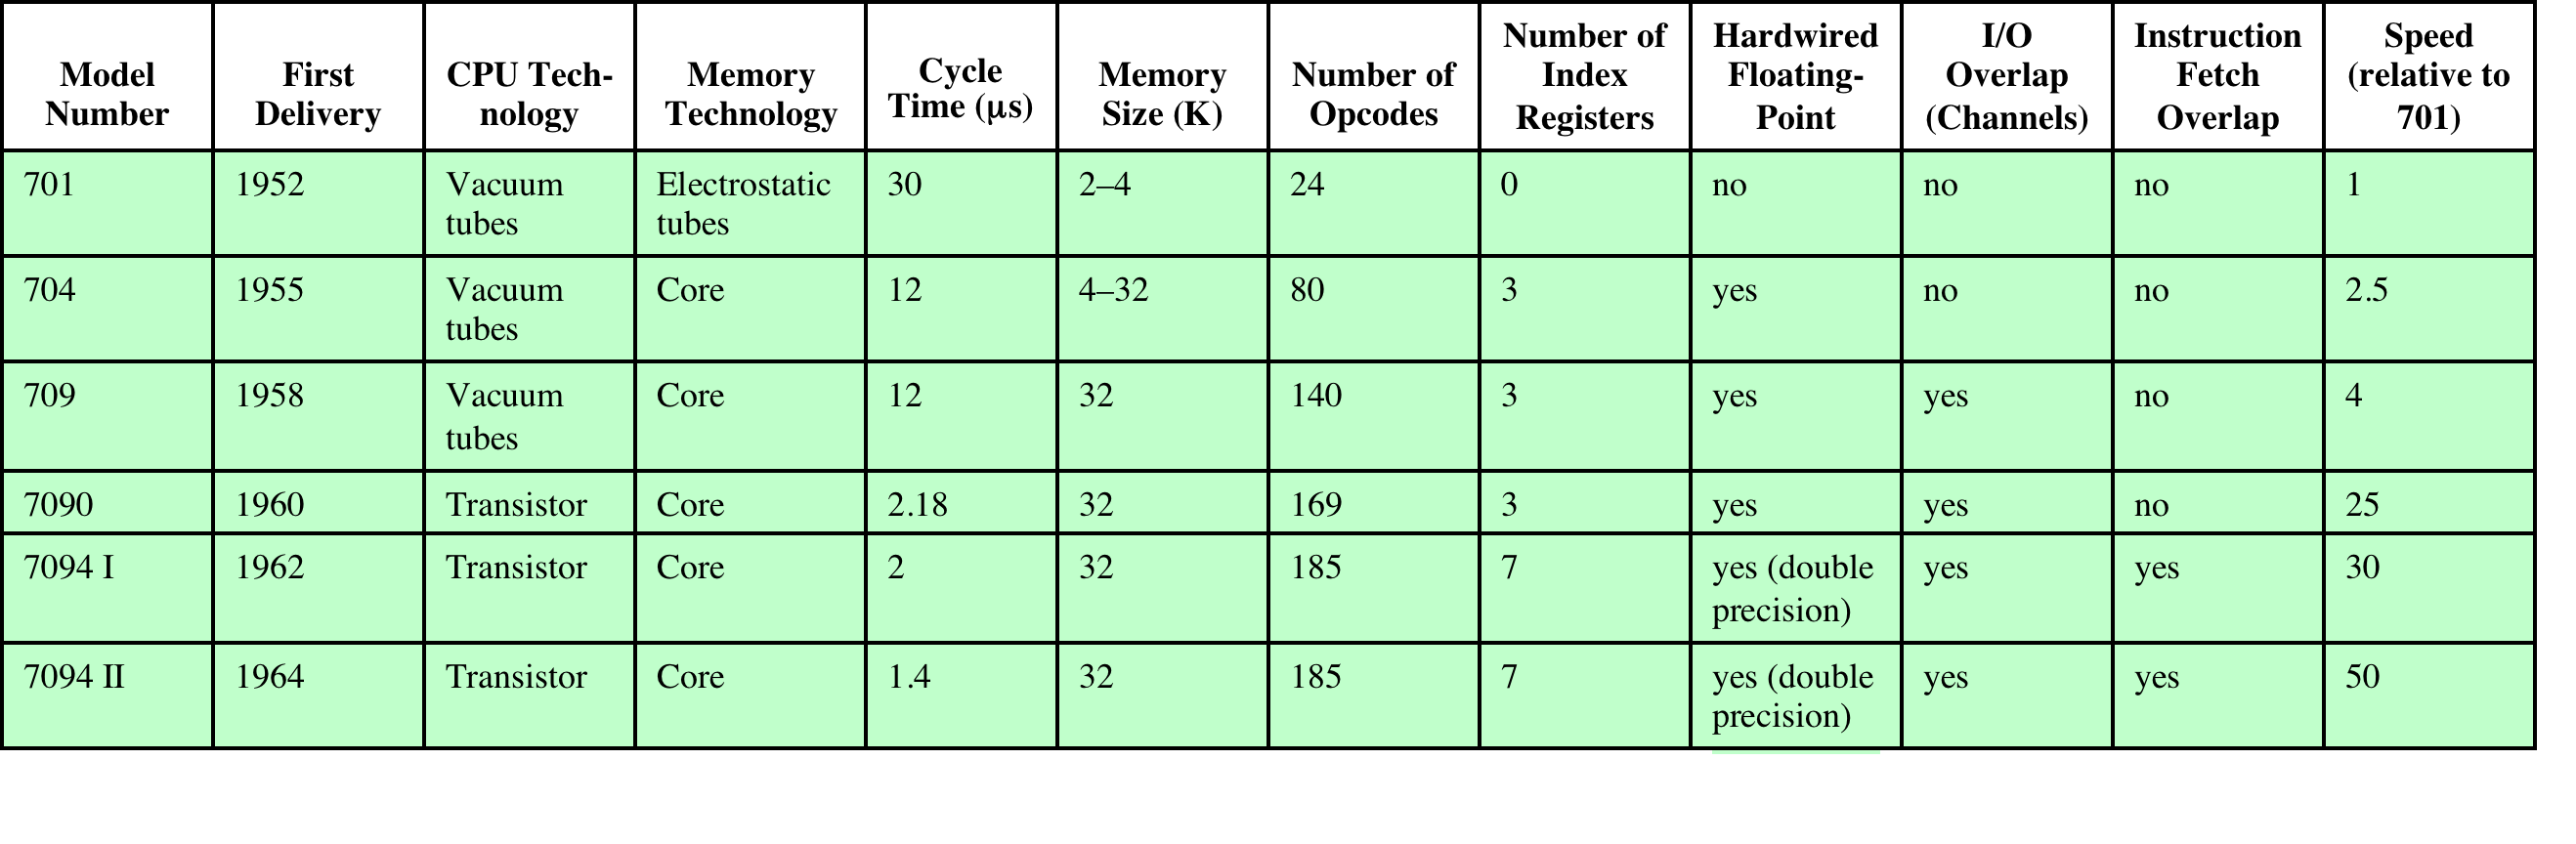 Model Number | First Delivery | CPU Tech-nology | Memory Technology | Cycle Time (μs) | Memory Size (K) | Number of Opcodes | Number of Index Registers | Hardwired Floating-Point | I/O Overlap (Channels) | Instruction Fetch Overlap | Speed (relative to 701)
701 | 1952 | Vacuum tubes | Electrostatic tubes | 30 | 2–4 | 24 | 0 | no | no | no | 1
704 | 1955 | Vacuum tubes | Core | 12 | 4–32 | 80 | 3 | yes | no | no | 2.5
709 | 1958 | Vacuum tubes | Core | 12 | 32 | 140 | 3 | yes | yes | no | 4
7090 | 1960 | Transistor | Core | 2.18 | 32 | 169 | 3 | yes | yes | no | 25
7094 I | 1962 | Transistor | Core | 2 | 32 | 185 | 7 | yes (double precision) | yes | yes | 30
7094 II | 1964 | Transistor | Core | 1.4 | 32 | 185 | 7 | yes (double precision) | yes | yes | 50